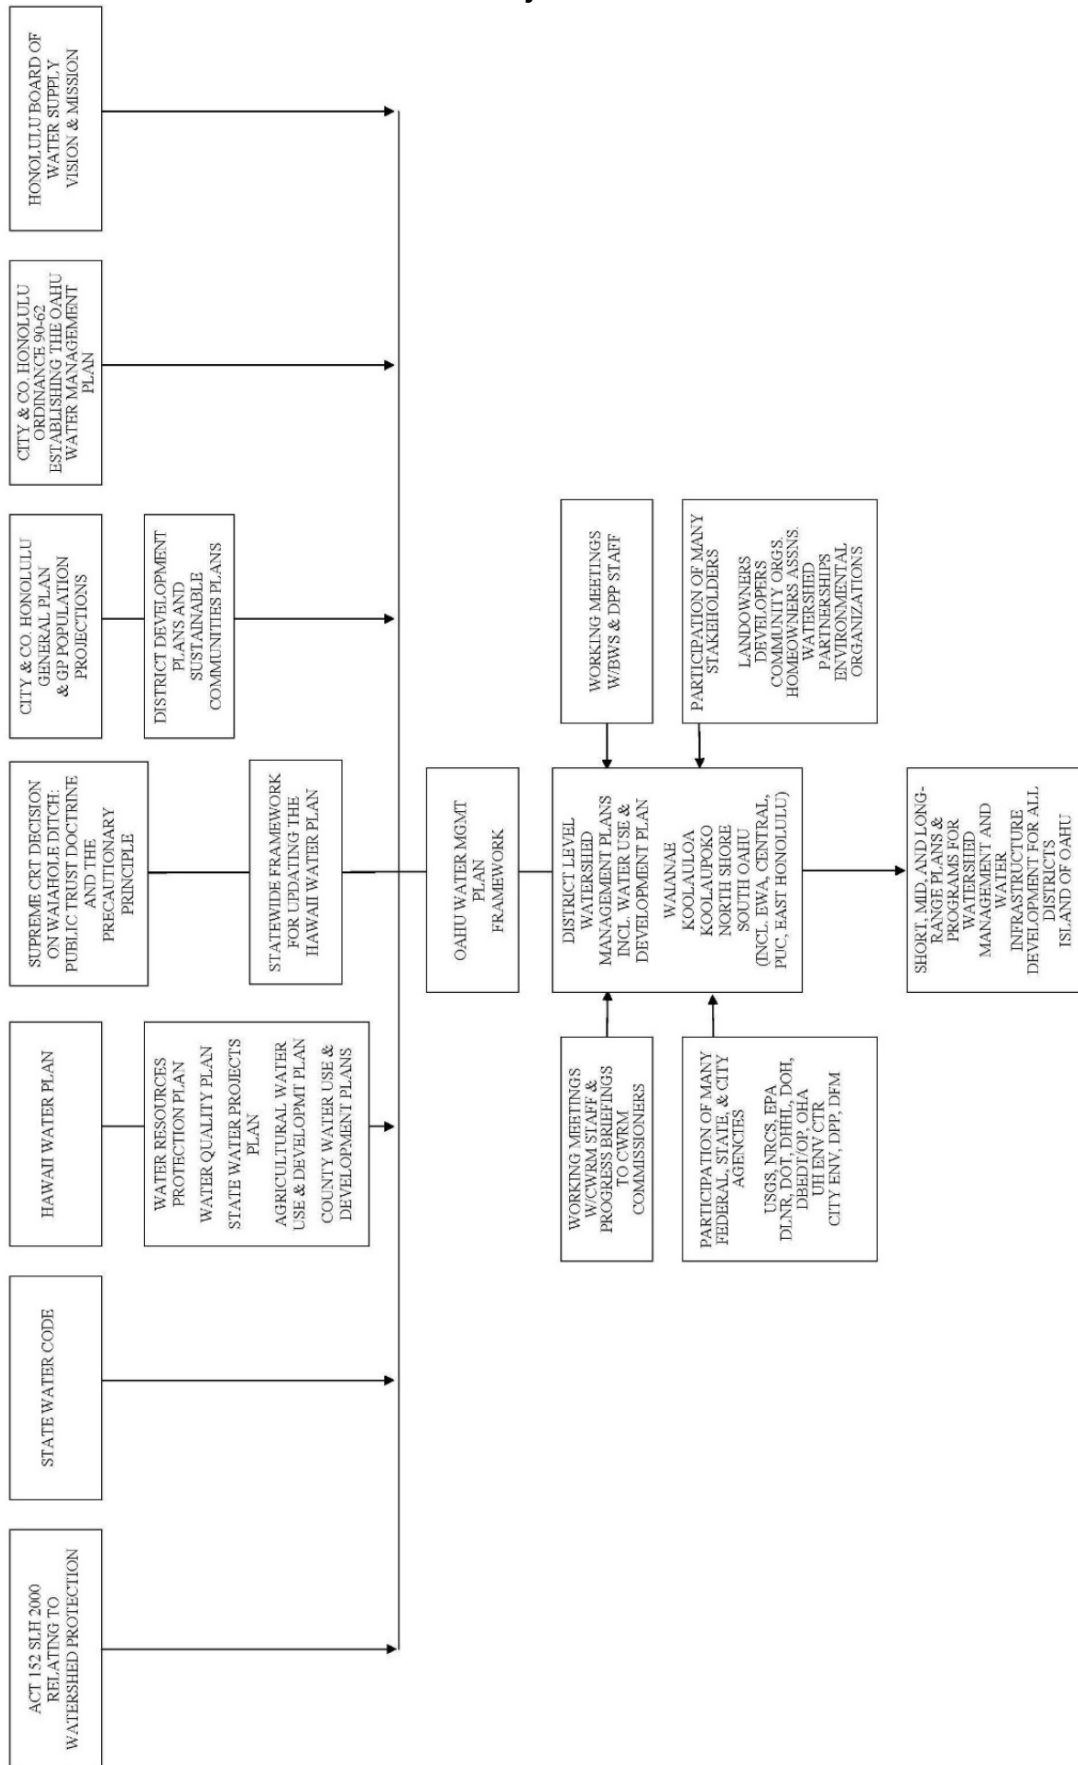 ACT 152 SLH 2000
RELATING TO
WATERSHED PROTECTION
STATE WATER CODE
HAWAII WATER PLAN
WATER RESOURCES
PROTECTION PLAN
WATER QUALITY PLAN
STATE WATER PROJECTS
PLAN
AGRICULTURAL WATER
USE & DEVELOPMT PLAN
COUNTY WATER USE &
DEVELOPMENT PLANS
SUPREME CRT DECISION
ON WAIAHOLE DITCH:
PUBLIC TRUST DOCTRINE
AND THE
PRECAUTIONARY
PRINCIPLE
STATEWIDE FRAMEWORK
FOR UPDATING THE
HAWAII WATER PLAN
CITY & CO. HONOLULU
GENERAL PLAN
& GP POPULATION
PROJECTIONS
DISTRICT DEVELOPMENT
PLANS AND
SUSTAINABLE
COMMUNITIES PLANS
CITY & CO. HONOLULU
ORDINANCE 90-62
ESTABLISHING THE OAHU
WATER MANAGEMENT
PLAN
HONOLULU BOARD OF
WATER SUPPLY
VISION & MISSION
OAHU WATER MGMT
PLAN
FRAMEWORK
WORKING MEETINGS
W/CWRM STAFF &
PROGRESS BRIEFINGS
TO CWRM
COMMISSIONERS
PARTICIPATION OF MANY
FEDERAL, STATE, & CITY
AGENCIES
USGS, NRCS, EPA
DLNR, DOT, DHHL, DOH,
DBEDT/OP, OHA
UH ENV CTR
CITY ENV, DPP, DFM
DISTRICT LEVEL
WATERSHED
MANAGEMENT PLANS
INCL. WATER USE &
DEVELOPMENT PLAN
WAIANAE
KOOLAULOA
KOOLAUPOKO
NORTH SHORE
SOUTH OAHU
(INCL. EWA, CENTRAL,
PUC, EAST HONOLULU)
WORKING MEETINGS
W/BWS & DPP STAFF
PARTICIPATION OF MANY
STAKEHOLDERS
LANDOWNERS
DEVELOPERS
COMMUNITY ORGS.
HOMEOWNERS ASSNS.
WATERSHED
PARTNERSHIPS
ENVIRONMENTAL
ORGANIZATIONS
SHORT, MID, AND LONG-
RANGE PLANS &
PROGRAMS FOR
WATERSHED
MANAGEMENT AND
WATER
INFRASTRUCTURE
DEVELOPMENT FOR ALL
DISTRICTS
ISLAND OF OAHU